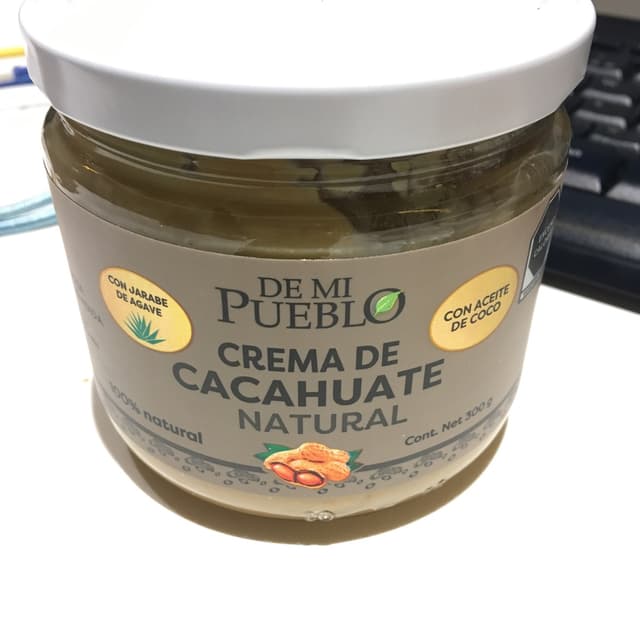 CON JARABE
DE AGAVE
DE MI
PUEBLO
CON ACEITE
DE COCO
CREMA DE
CACAHUATE
NATURAL
100% natural
Cont. Net 300 g